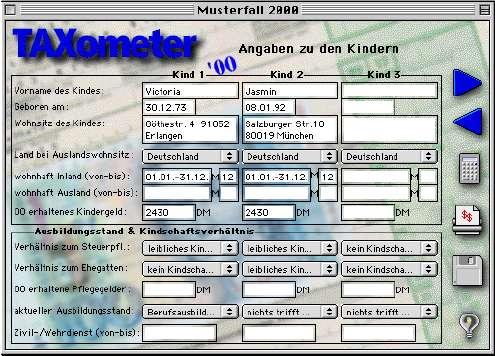 Musterfall 2000
TAXometer '00
Angaben zu den Kindern
Kind 1 Kind 2 Kind 3
Vorname des Kindes: Victoria Jasmin
Geboren am: 30.12.73 08.01.92
Wohnsitz des Kindes: Göthestr.4 91052 Salzburger Str.10
Erlangen 80019 München
Land bei Auslandswohnsitz: Deutschland Deutschland Deutschland
wohnhaft Inland (von-bis): 01.01.-31.12. M 12 01.01.-31.12. M 12 M
wohnhaft Ausland (von-bis): M M M
00 erhaltenes Kindergeld: 2430 DM 2430 DM DM
Ausbildungsstand & Kindschaftsverhältnis
Verhältnis zum Steuerpfl.: leibliches Kin... leibliches Kin... kein Kindscha...
Verhältnis zum Ehegatten: kein Kindscha... leibliches Kin... kein Kindscha...
00 erhaltene Pflegegelder: DM DM DM
aktueller Ausbildungsstand: Berufsausbild... nichts trifft ... nichts trifft ...
Zivil-/Wehrdienst (von-bis):
$$
?